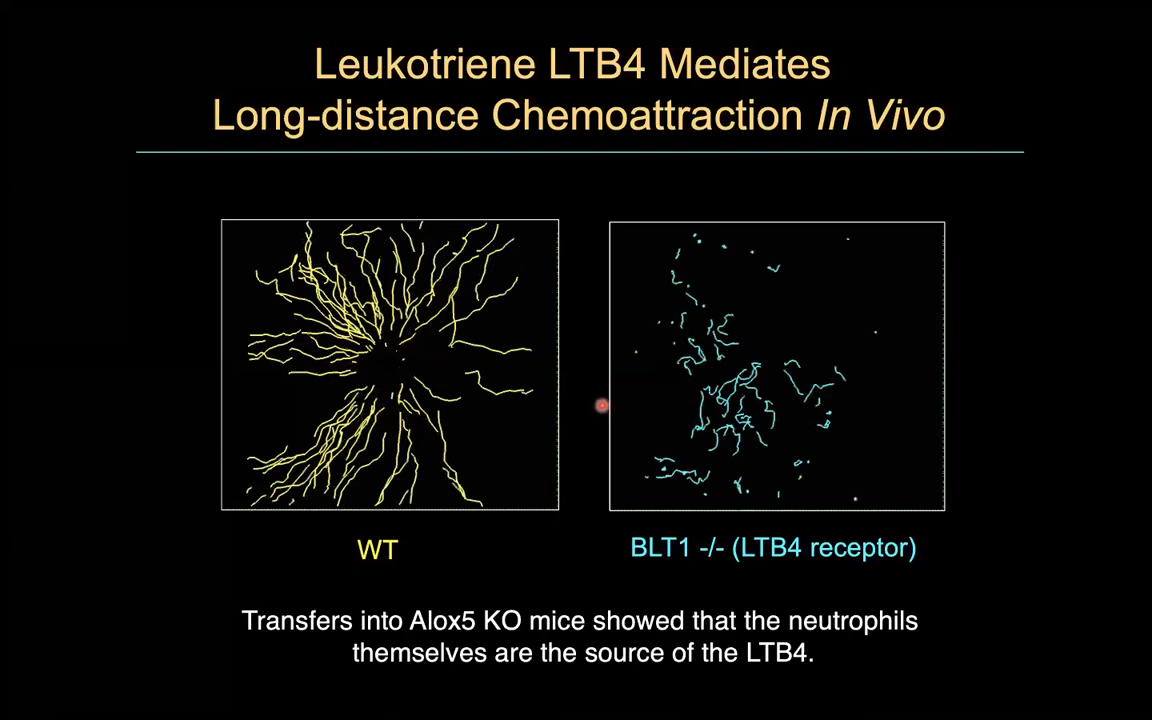 Leukotriene LTB4 Mediates
Long-distance Chemoattraction In Vivo
WT
BLT1 -/- (LTB4 receptor)
Transfers into Alox5 KO mice showed that the neutrophils
themselves are the source of the LTB4.